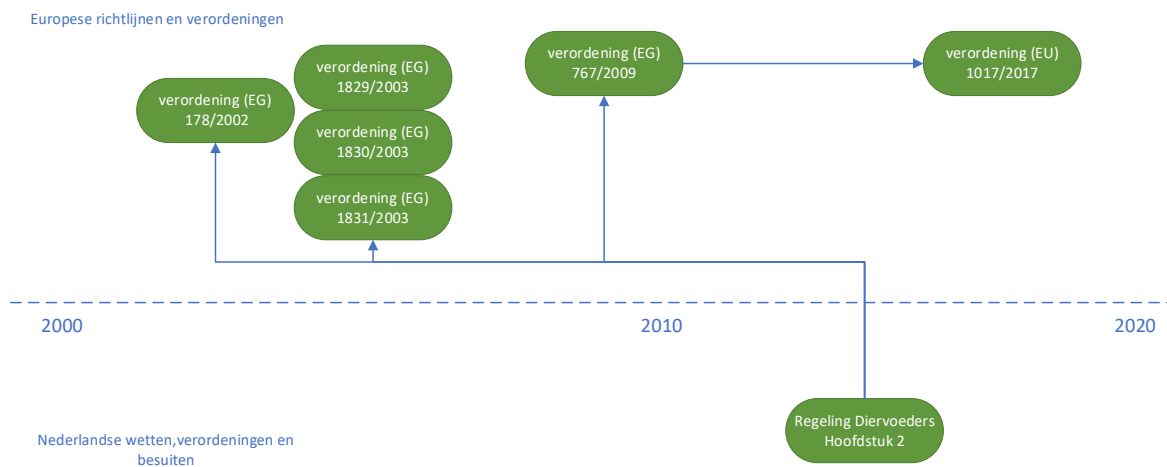 Europese richtlijnen en verordeningen
verordening (EG)
178/2002
verordening (EG)
1829/2003
verordening (EG)
1830/2003
verordening (EG)
1831/2003
verordening (EG)
767/2009
verordening (EU)
1017/2017
2000
2010
2020
Regeling Diervoeders
Hoofdstuk 2
Nederlandse wetten,verordeningen en
besuiten